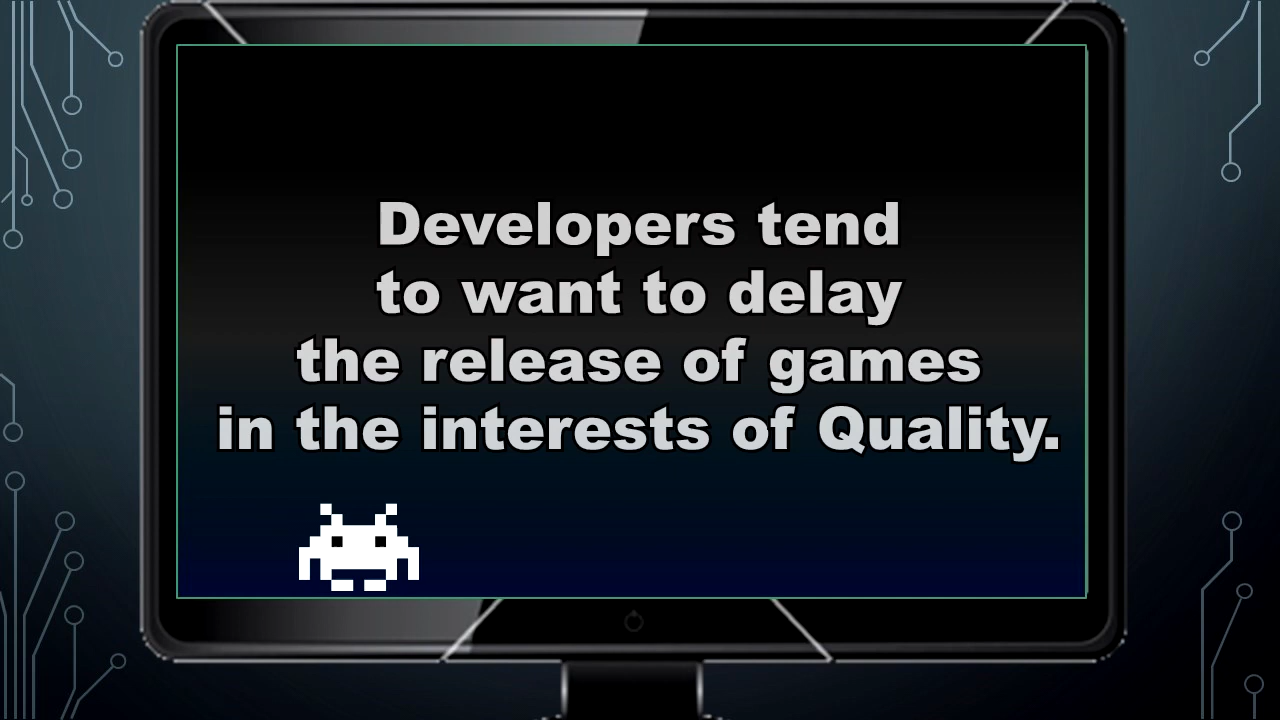 Developers tend
to want to delay
the release of games
in the interests of Quality.